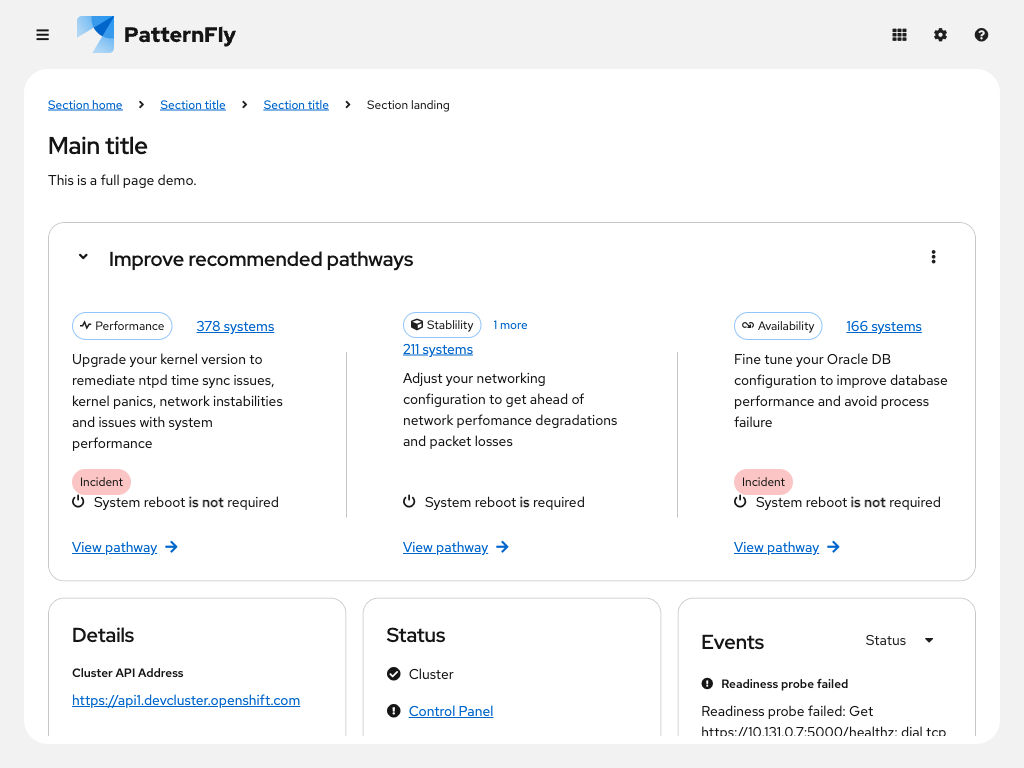 PatternFly
Section home
Section title
Section title
Section landing
Main title
This is a full page demo.
Improve recommended pathways
Performance
378 systems
Upgrade your kernel version to
remediate ntpd time sync issues,
kernel panics, network instabilities
and issues with system
performance
Incident
System reboot is not required
View pathway
Stablility
1 more
211 systems
Adjust your networking
configuration to get ahead of
network perfomance degradations
and packet losses
System reboot is required
View pathway
Availability
166 systems
Fine tune your Oracle DB
configuration to improve database
performance and avoid process
failure
Incident
System reboot is not required
View pathway
Details
Cluster API Address
https://api1.devcluster.openshift.com
Status
Cluster
Control Panel
Events
Status
Readiness probe failed
Readiness probe failed: Get
https://10.131.0.7:5000/healthz: dial tcp